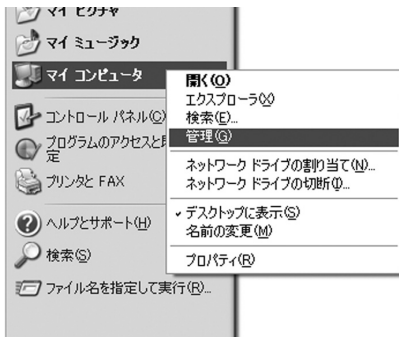 マイ ピクチャ
マイ ミュージック
マイ コンピュータ
コントロール パネル(C)
プログラムのアクセスと
定
プリンタと FAX
ヘルプとサポート(H)
検索(S)
ファイル名を指定して実行(R)...
開く(O)
エクスプローラ(X)
検索(E)...
管理(G)
ネットワーク ドライブの割り当て(N)...
ネットワーク ドライブの切断(I)...
デスクトップに表示(S)
名前の変更(M)
プロパティ(R)